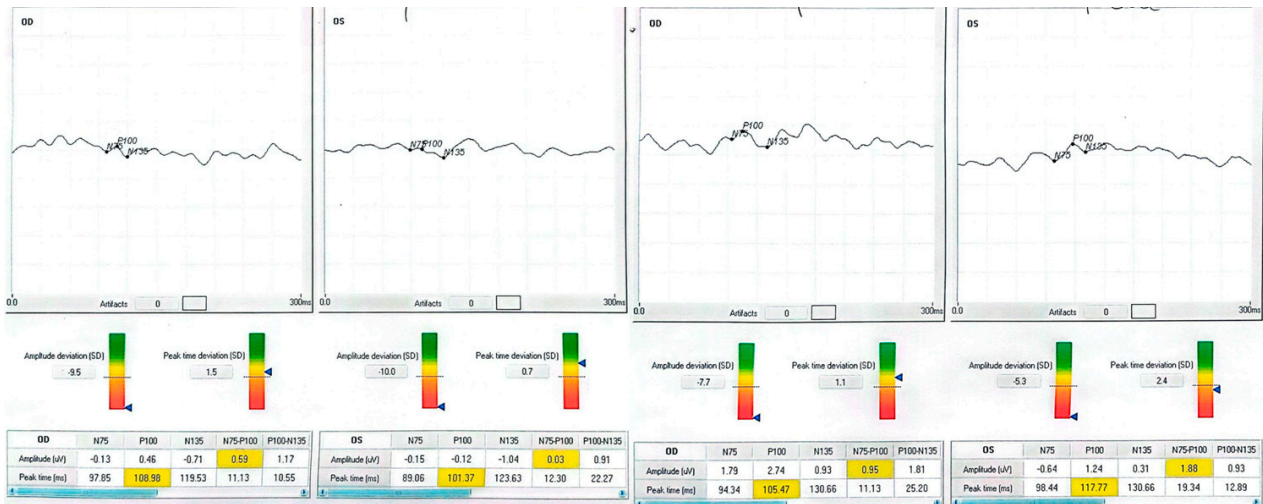 OD
N75
P100
N135
0.0
Artifacts 0
300ms
Amplitude deviation (SD)
-9.5
Peak time deviation (SD)
1.5
OD N75 P100 N135 N75-P100 P100-N135
Amplitude (uV) -0.13 0.46 -0.71 0.59 1.17
Peak time (ms) 97.85 108.98 119.53 11.13 10.55
OS
N75
P100
N135
0.0
Artifacts 0
300ms
Amplitude deviation (SD)
-10.0
Peak time deviation (SD)
0.7
OS N75 P100 N135 N75-P100 P100-N135
Amplitude (uV) -0.15 -0.12 -1.04 0.03 0.91
Peak time (ms) 89.06 101.37 123.63 12.30 22.27
OD
N75
P100
N135
0.0
Artifacts 0
300ms
Amplitude deviation (SD)
-7.7
Peak time deviation (SD)
1.1
OD N75 P100 N135 N75-P100 P100-N135
Amplitude (uV) 1.79 2.74 0.93 0.95 1.81
Peak time (ms) 94.34 105.47 130.66 11.13 25.20
OS
N75
P100
N135
0.0
Artifacts 0
300ms
Amplitude deviation (SD)
-5.3
Peak time deviation (SD)
2.4
OS N75 P100 N135 N75-P100 P100-N135
Amplitude (uV) -0.64 1.24 0.31 1.88 0.93
Peak time (ms) 98.44 117.77 130.66 19.34 12.89